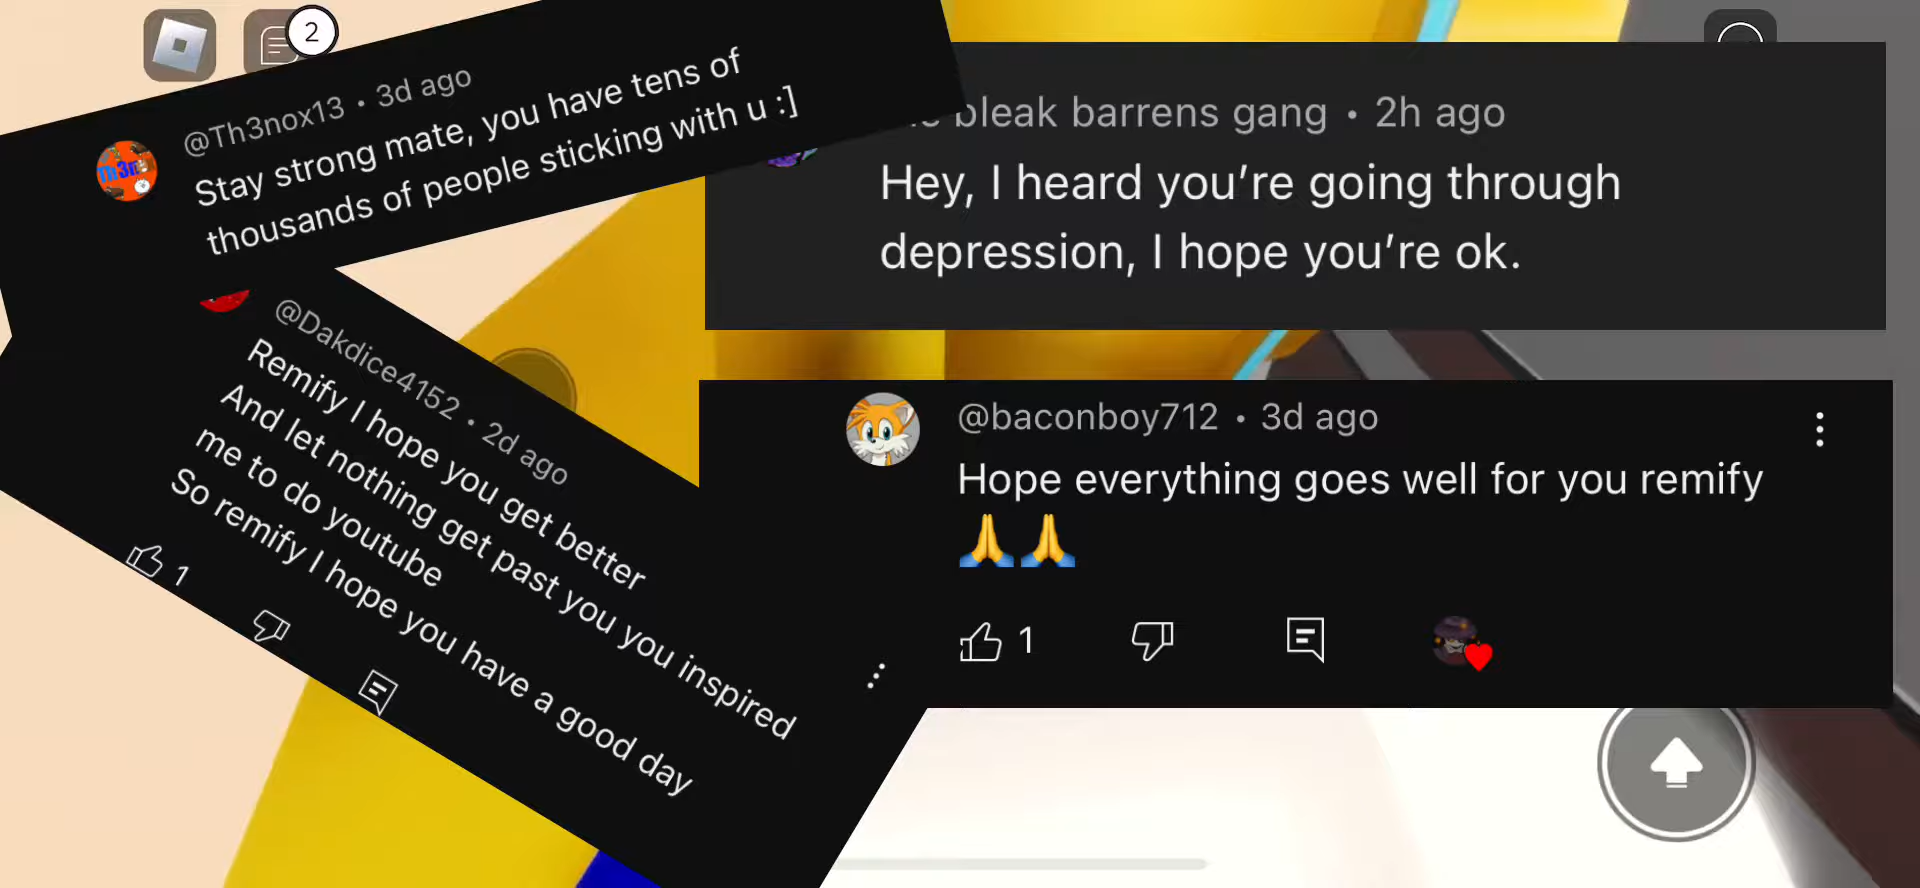 2
@Th3nox13 • 3d ago
Stay strong mate, you have tens of
thousands of people sticking with u :]
bleak barrens gang • 2h ago
Hey, I heard you’re going through
depression, I hope you’re ok.
@Dakdice4152 • 2d ago
Remify I hope you get better
And let nothing get past you you inspired
me to do youtube
So remify I hope you have a good day
1
@baconboy712 • 3d ago
Hope everything goes well for you remify
🙏🙏
1